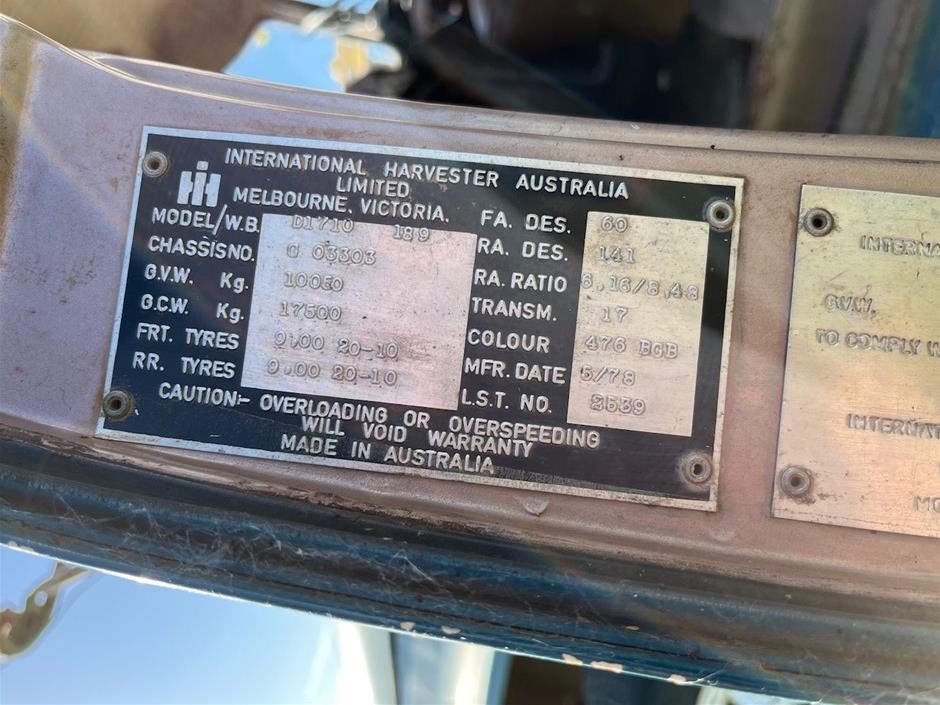 INTERNATIONAL HARVESTER AUSTRALIA
LIMITED
MELBOURNE, VICTORIA.
MODEL/W.B. D1710 189
CHASSIS NO. G 03303
G.V.W. Kg. 10050
G.C.W. Kg. 17500
FRT. TYRES 9.00 20-10
RR. TYRES 9.00 20-10
FA. DES. 60
RA. DES. 141
RA. RATIO 6.16/8.48
TRANSM. 17
COLOUR 476 BGB
MFR. DATE 5/78
L.S.T. NO. 2539
CAUTION:- OVERLOADING OR OVERSPEEDING
WILL VOID WARRANTY
MADE IN AUSTRALIA
G.V.W.
TO COMPLY